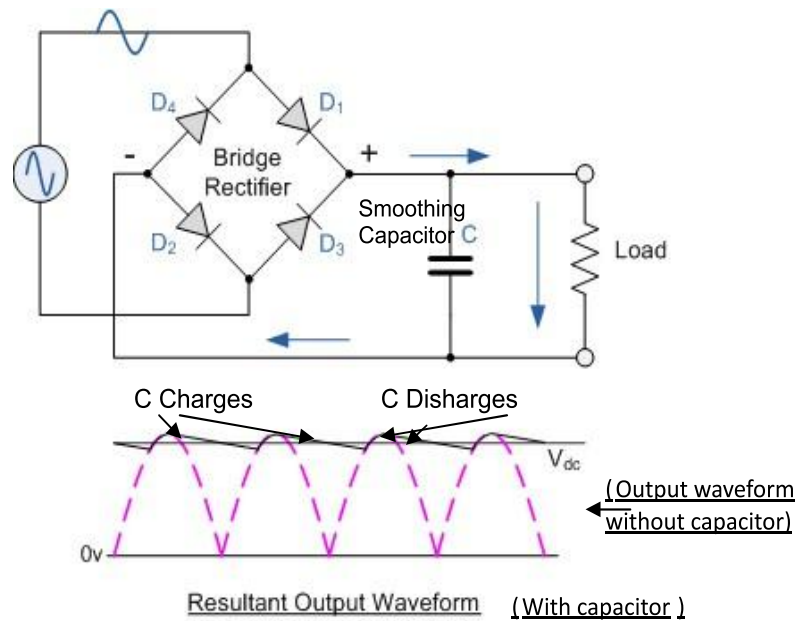 D4
D1
-
+
Bridge
Rectifier
Smoothing
Capacitor C
D2
D3
Load
C Charges
C Disharges
Vdc
(Output waveform
without capacitor)
0v
Resultant Output Waveform
(With capacitor )